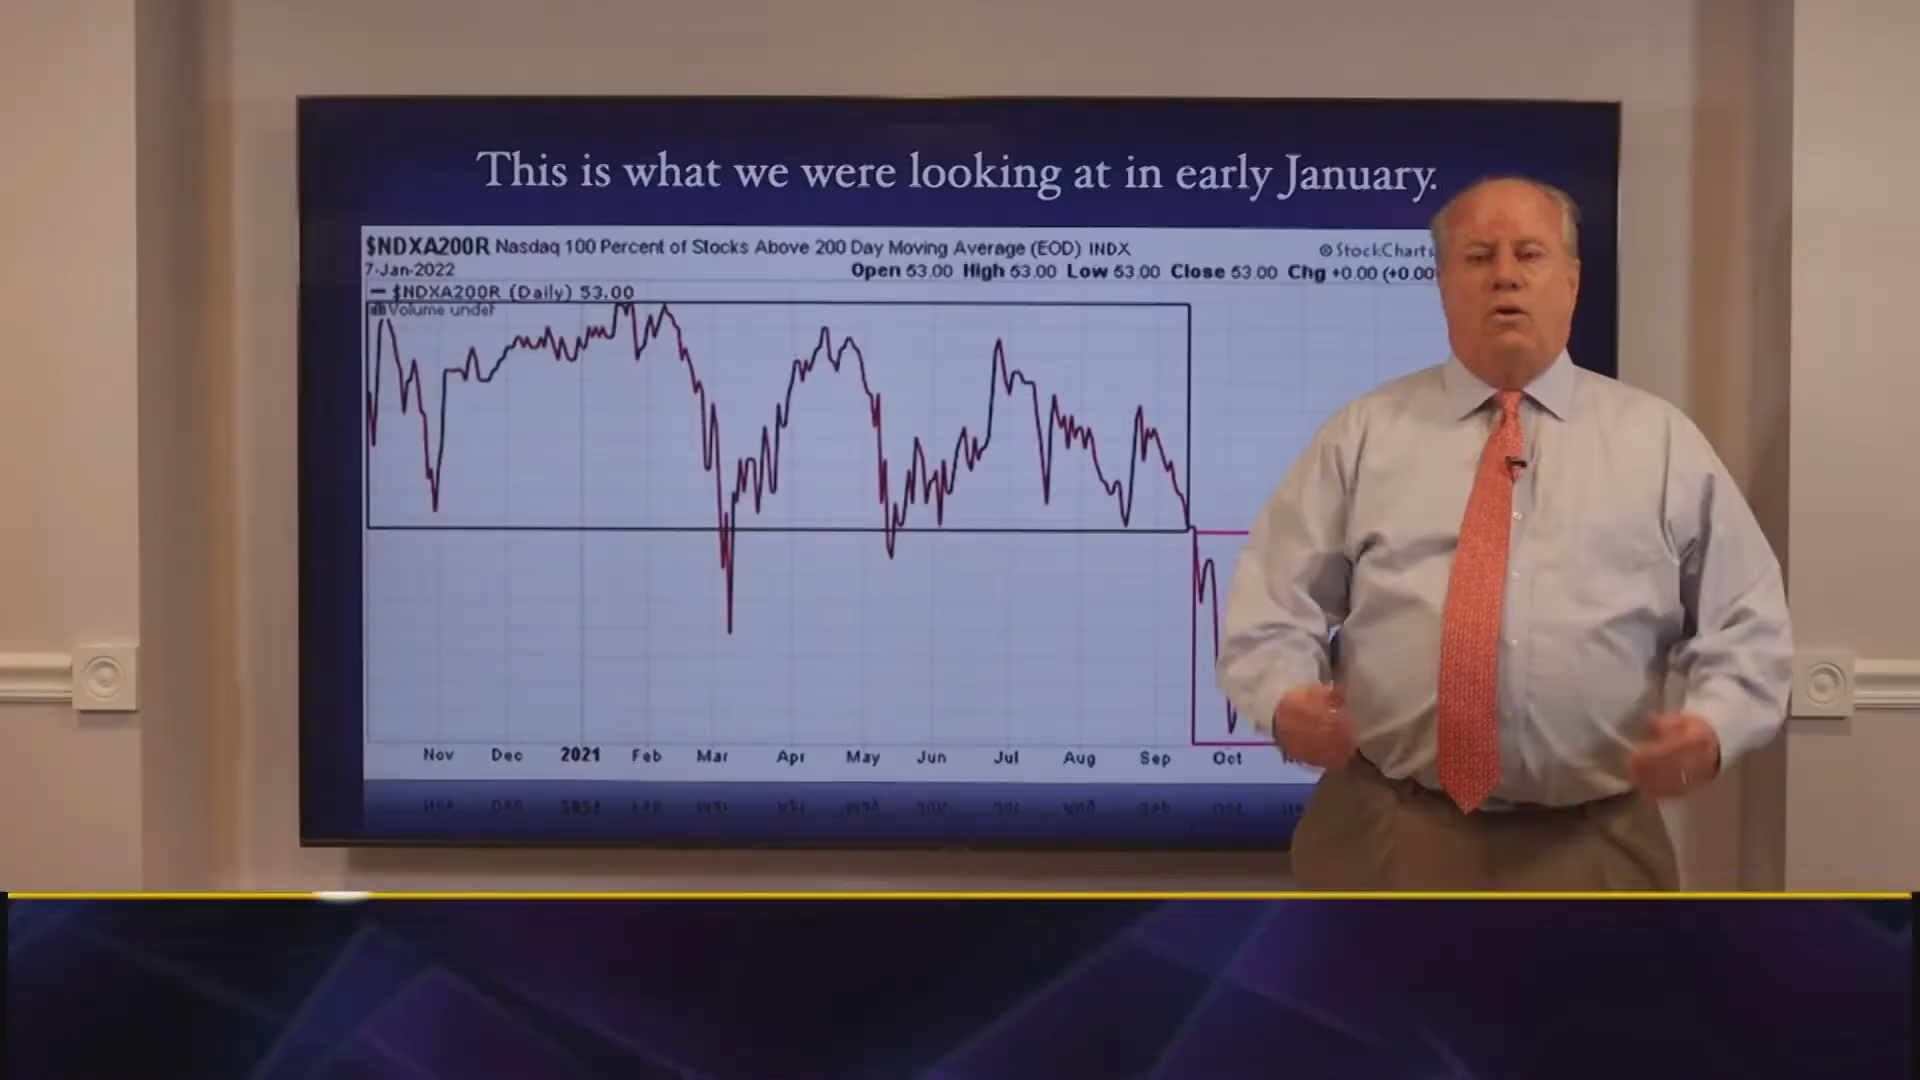 This is what we were looking at in early January.
$NDXA200R Nasdaq 100 Percent of Stocks Above 200 Day Moving Average (EOD) INDX
© StockCharts
7-Jan-2022
Open 53.00 High 53.00 Low 53.00 Close 53.00 Chg +0.00 (+0.00
$NDXA200R (Daily) 53.00
Volume undef
Nov Dec 2021 Feb Mar Apr May Jun Jul Aug Sep Oct